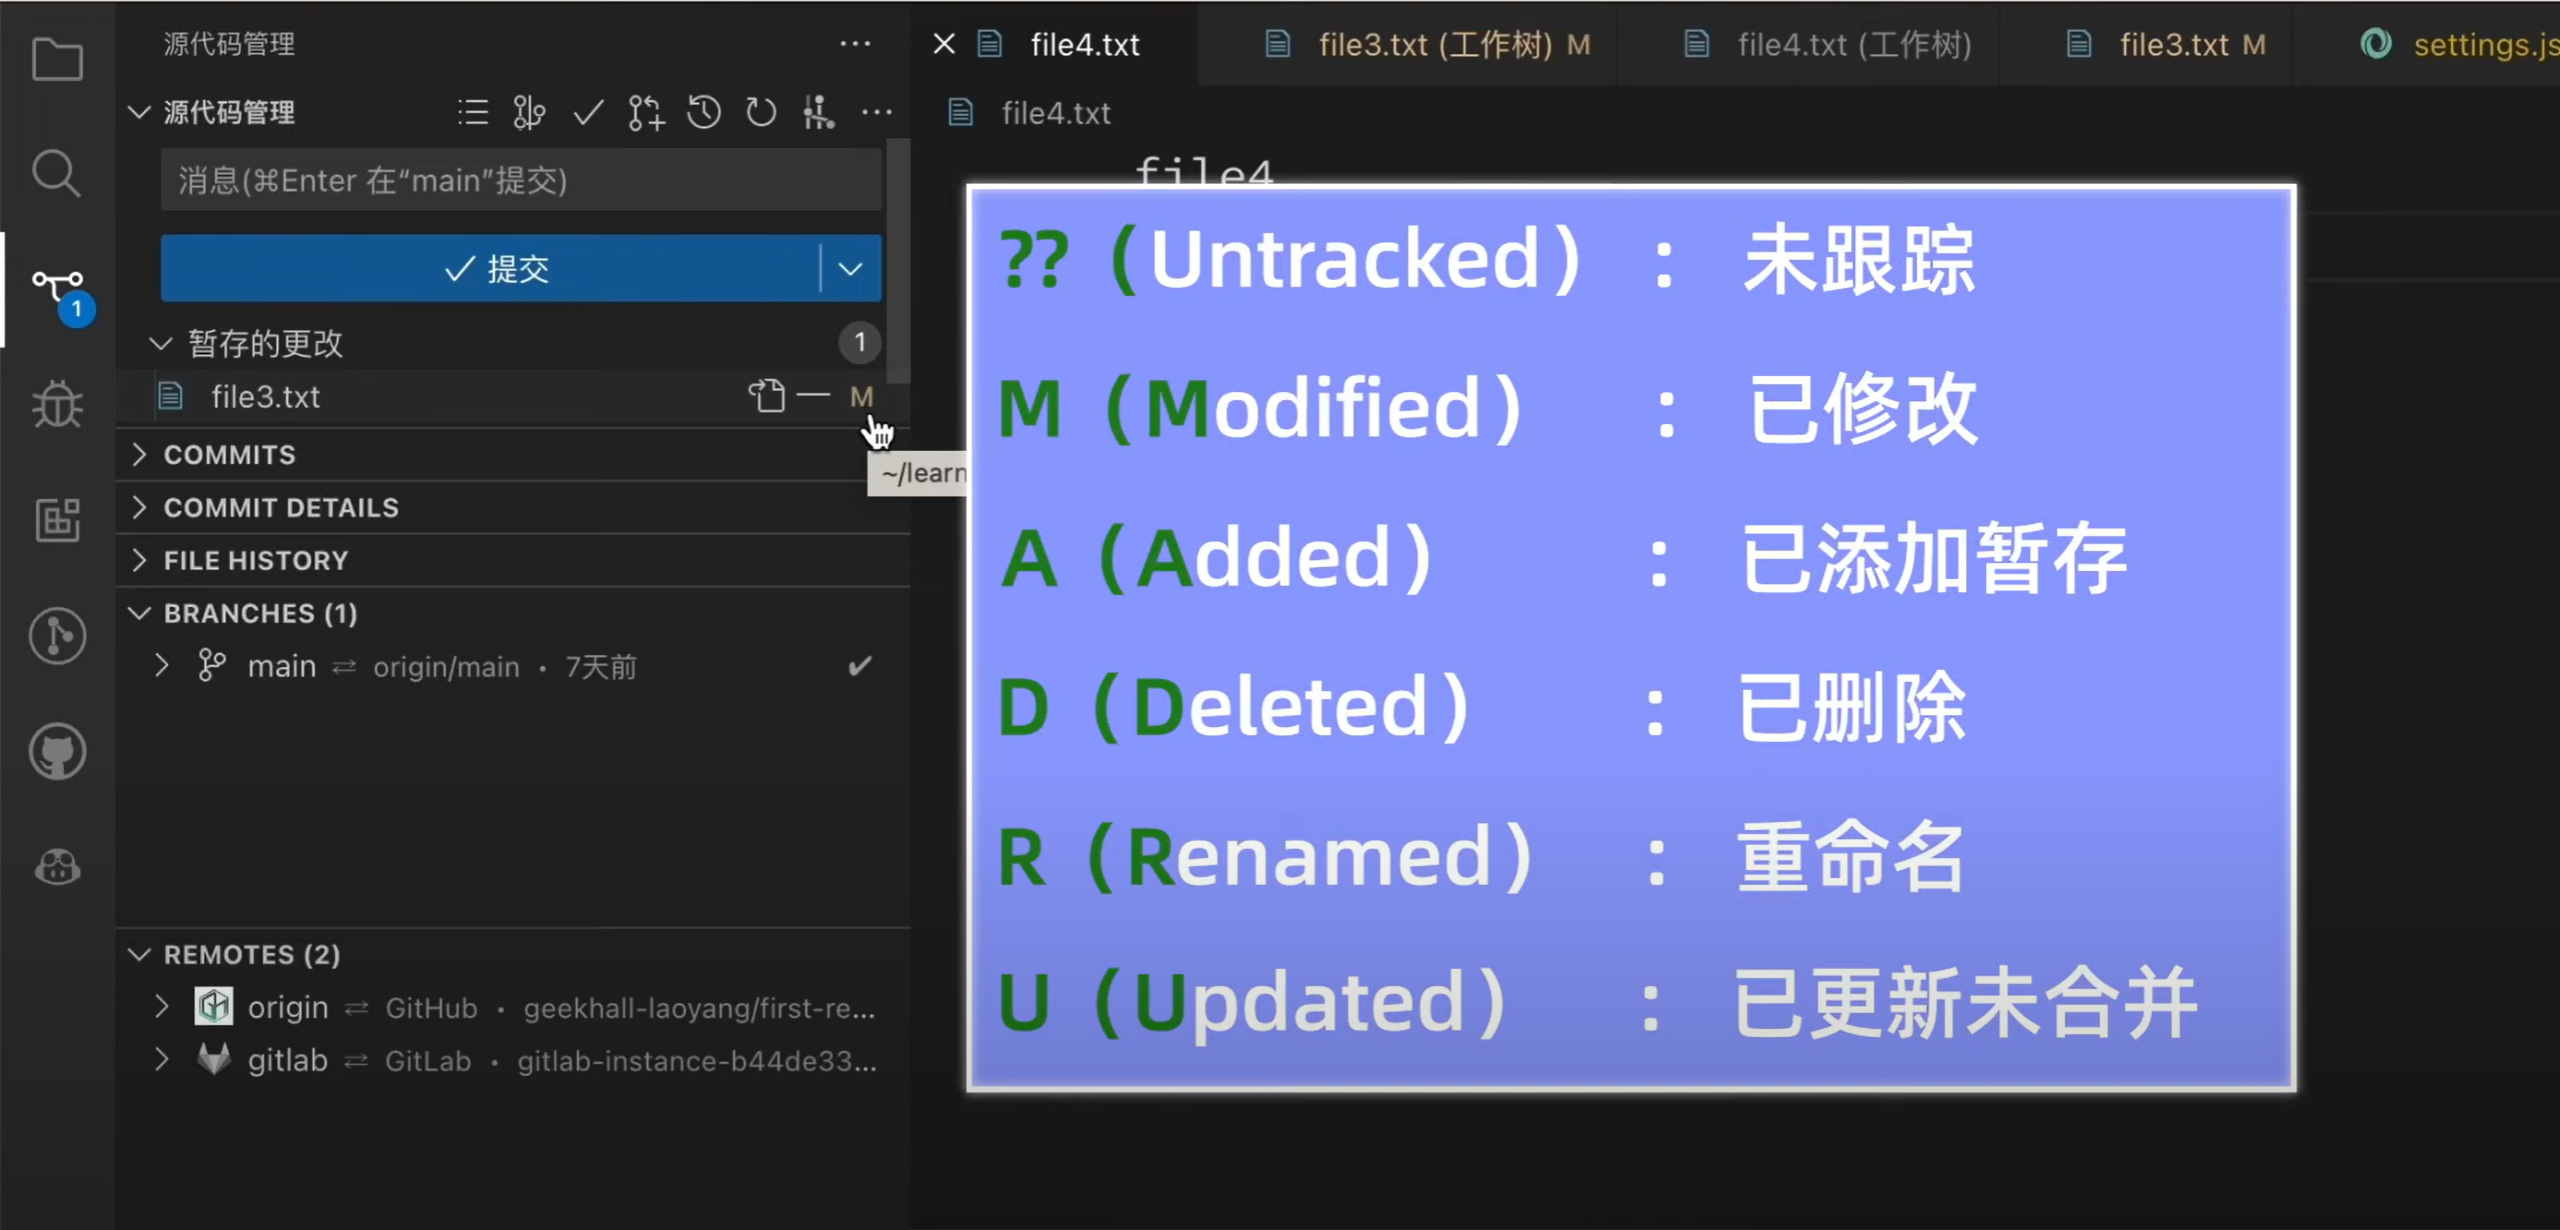 源代码管理
源代码管理
消息(⌘Enter 在“main”提交)
提交
暂存的更改 1
file3.txt M
~/learn
COMMITS
COMMIT DETAILS
FILE HISTORY
BRANCHES (1)
main ⇄ origin/main • 7天前
REMOTES (2)
origin ⇄ GitHub • geekhall-laoyang/first-re...
gitlab ⇄ GitLab • gitlab-instance-b44de33...
1
file4.txt
file3.txt (工作树) M
file4.txt (工作树)
file3.txt M
settings.js
file4.txt
file4
?? (Untracked) : 未跟踪
M (Modified) : 已修改
A (Added) : 已添加暂存
D (Deleted) : 已删除
R (Renamed) : 重命名
U (Updated) : 已更新未合并